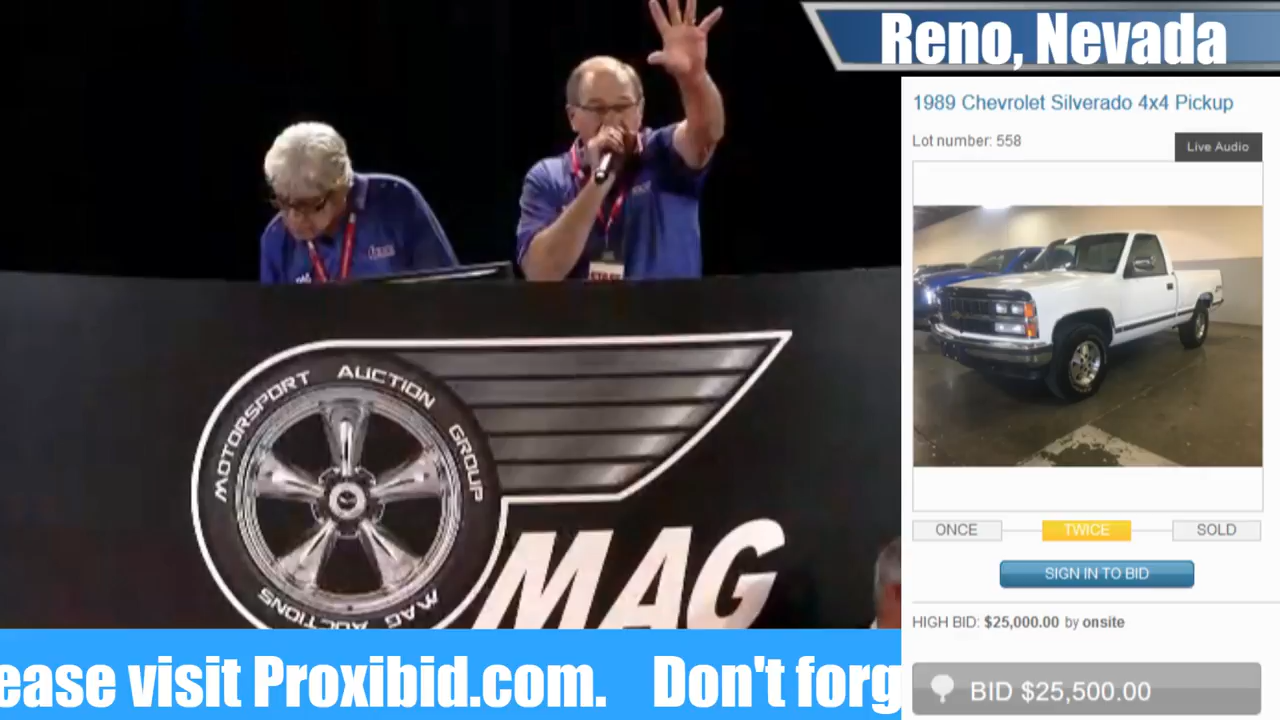 Reno, Nevada
1989 Chevrolet Silverado 4x4 Pickup
Lot number: 558
Live Audio
MOTORSPORT AUCTION GROUP
MAG AUCTIONS
MAG
ONCE
TWICE
SOLD
SIGN IN TO BID
HIGH BID: $25,000.00 by onsite
BID $25,500.00
ease visit Proxibid.com. Don't forg